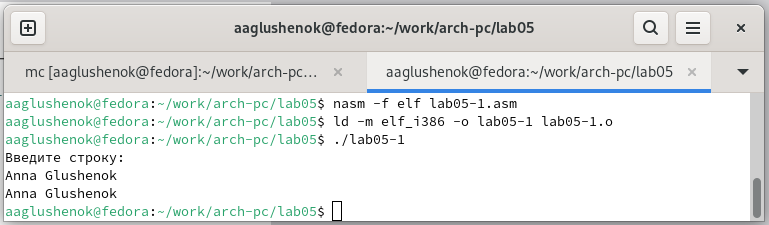 aaglushenok@fedora:~/work/arch-pc/lab05
mc [aaglushenok@fedora]:~/work/arch-pc... × aaglushenok@fedora:~/work/arch-pc/lab05 ×
aaglushenok@fedora:~/work/arch-pc/lab05$ nasm -f elf lab05-1.asm
aaglushenok@fedora:~/work/arch-pc/lab05$ ld -m elf_i386 -o lab05-1 lab05-1.o
aaglushenok@fedora:~/work/arch-pc/lab05$ ./lab05-1
Введите строку:
Anna Glushenok
Anna Glushenok
aaglushenok@fedora:~/work/arch-pc/lab05$